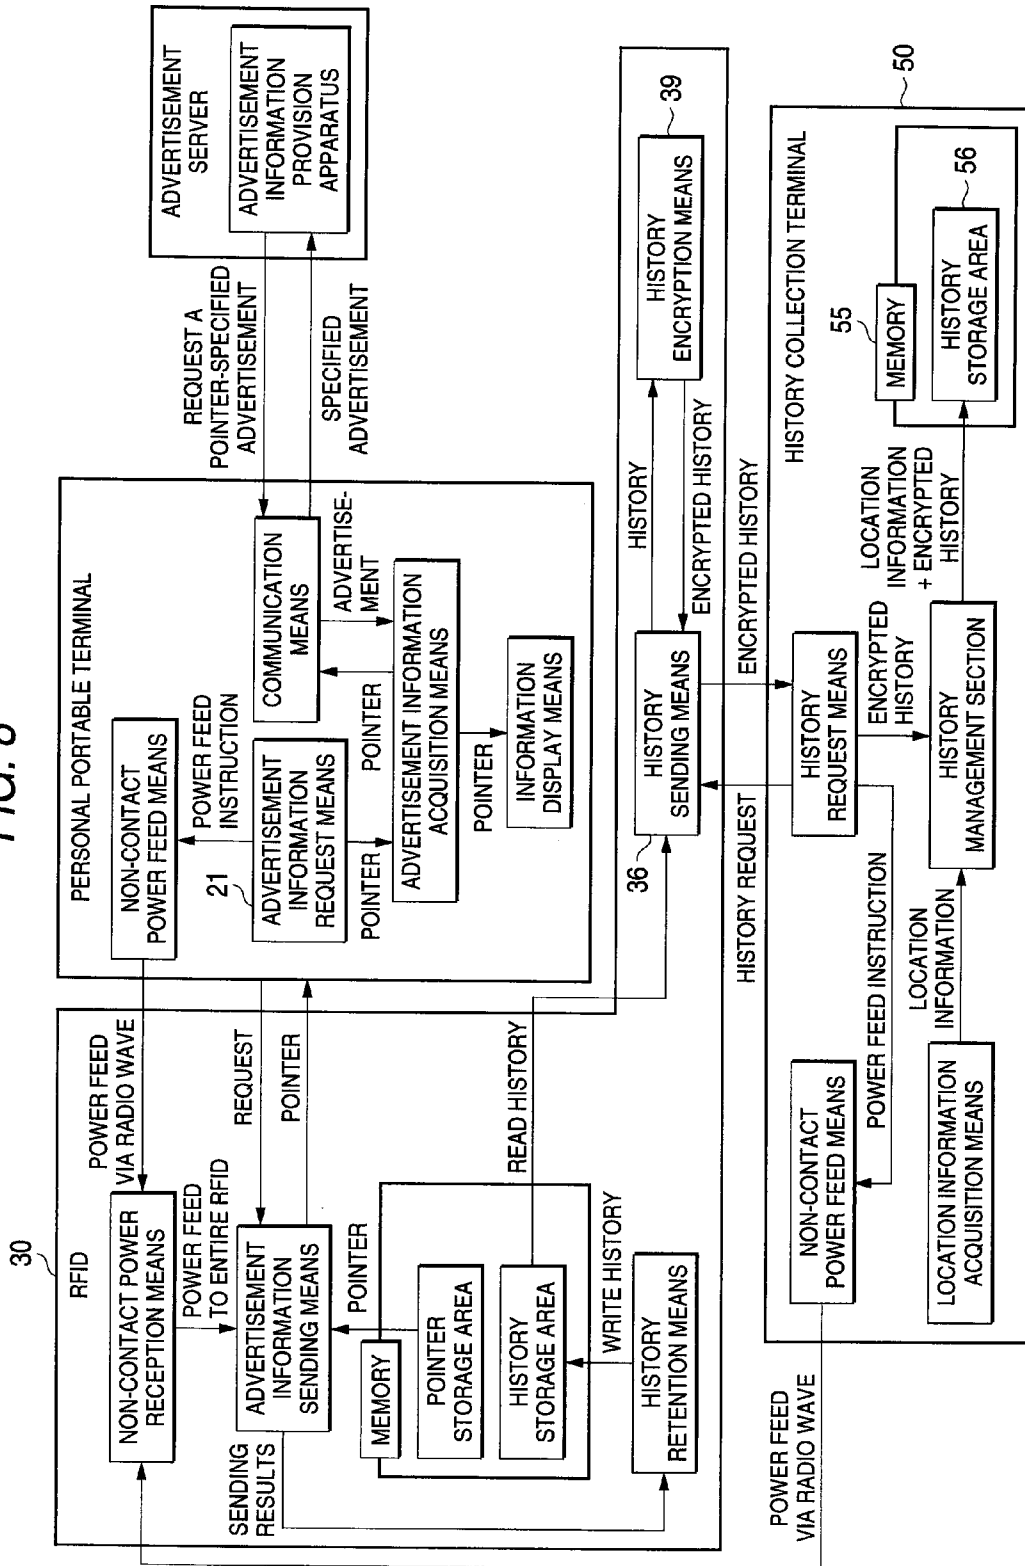 FIG. 8
30
RFID
NON-CONTACT POWER
RECEPTION MEANS
POWER FEED
VIA RADIO WAVE
POWER FEED
TO ENTIRE RFID
ADVERTISEMENT
INFORMATION
SENDING MEANS
SENDING
RESULTS
REQUEST
POINTER
POINTER
MEMORY
POINTER
STORAGE AREA
HISTORY
STORAGE AREA
READ HISTORY
WRITE HISTORY
HISTORY
RETENTION MEANS
PERSONAL PORTABLE TERMINAL
NON-CONTACT
POWER FEED MEANS
POWER FEED
INSTRUCTION
21
ADVERTISEMENT
INFORMATION
REQUEST MEANS
COMMUNICATION
MEANS
POINTER
POINTER
ADVERTISE-
MENT
ADVERTISEMENT INFORMATION
ACQUISITION MEANS
POINTER
INFORMATION
DISPLAY MEANS
ADVERTISEMENT
SERVER
ADVERTISEMENT
INFORMATION
PROVISION
APPARATUS
REQUEST A
POINTER-SPECIFIED
ADVERTISEMENT
SPECIFIED
ADVERTISEMENT
36
HISTORY
SENDING MEANS
HISTORY
ENCRYPTED HISTORY
39
HISTORY
ENCRYPTION MEANS
HISTORY REQUEST
ENCRYPTED HISTORY
50
HISTORY COLLECTION TERMINAL
POWER FEED
VIA RADIO WAVE
NON-CONTACT
POWER FEED MEANS
POWER FEED INSTRUCTION
HISTORY
REQUEST MEANS
ENCRYPTED
HISTORY
LOCATION INFORMATION
ACQUISITION MEANS
LOCATION
INFORMATION
HISTORY
MANAGEMENT SECTION
LOCATION
INFORMATION
+ ENCRYPTED
HISTORY
55
MEMORY
56
HISTORY
STORAGE AREA